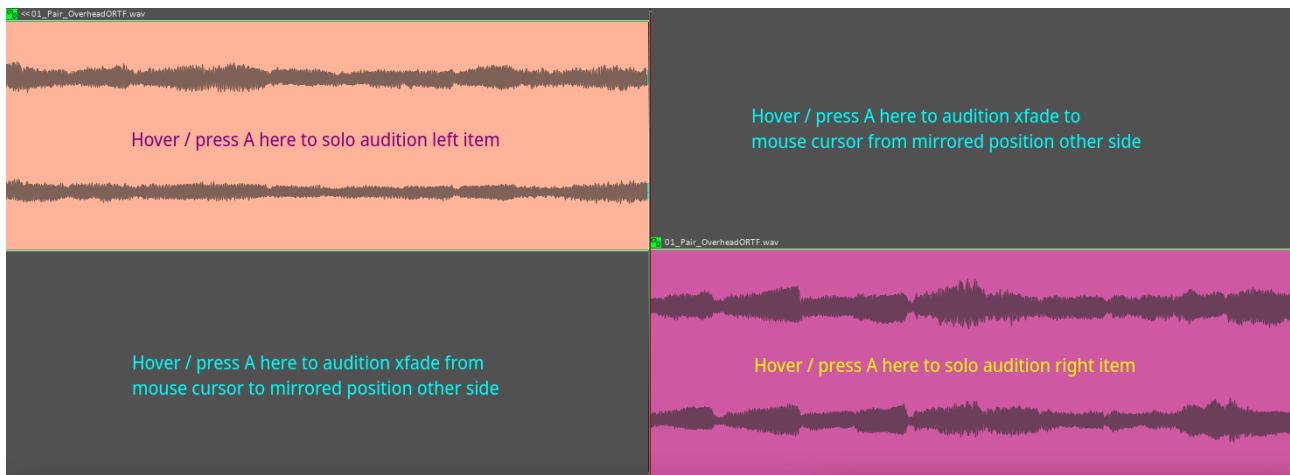 <<01_Pair_OverheadORTF.wav
Hover / press A here to solo audition left item
Hover / press A here to audition xfade to
mouse cursor from mirrored position other side
01_Pair_OverheadORTF.wav
Hover / press A here to audition xfade from
mouse cursor to mirrored position other side
Hover / press A here to solo audition right item